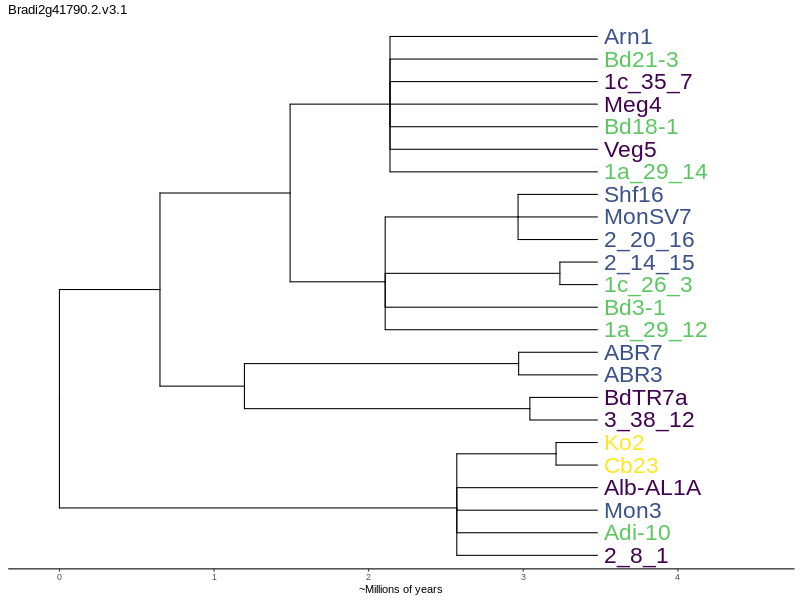 Bradi2g41790.2.v3.1
Arn1
Bd21-3
1c_35_7
Meg4
Bd18-1
Veg5
1a_29_14
Shf16
MonSV7
2_20_16
2_14_15
1c_26_3
Bd3-1
1a_29_12
ABR7
ABR3
BdTR7a
3_38_12
Ko2
Cb23
Alb-AL1A
Mon3
Adi-10
2_8_1
0 1 2 3 4
~Millions of years